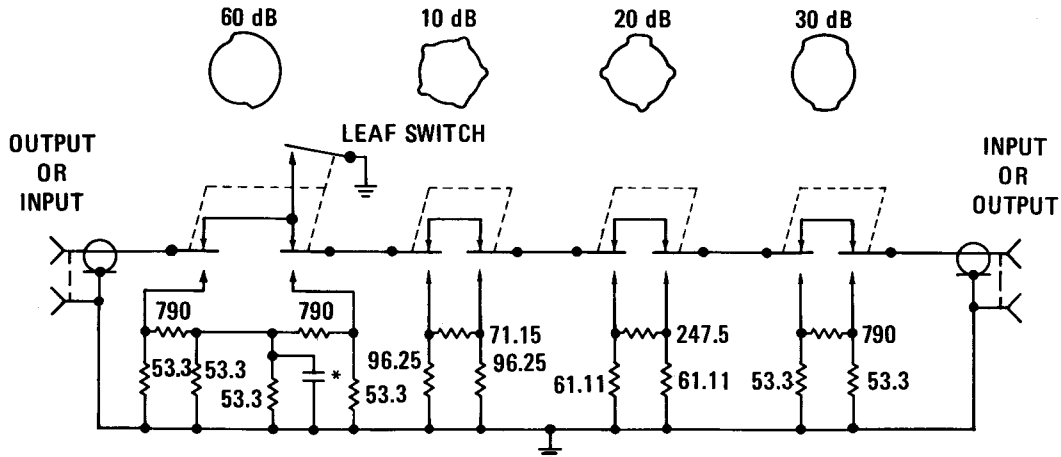 60 dB
10 dB
20 dB
30 dB
LEAF SWITCH
OUTPUT
OR
INPUT
INPUT
OR
OUTPUT
790
790
71.15
247.5
790
53.3
53.3
53.3
*
53.3
96.25
96.25
61.11
61.11
53.3
53.3